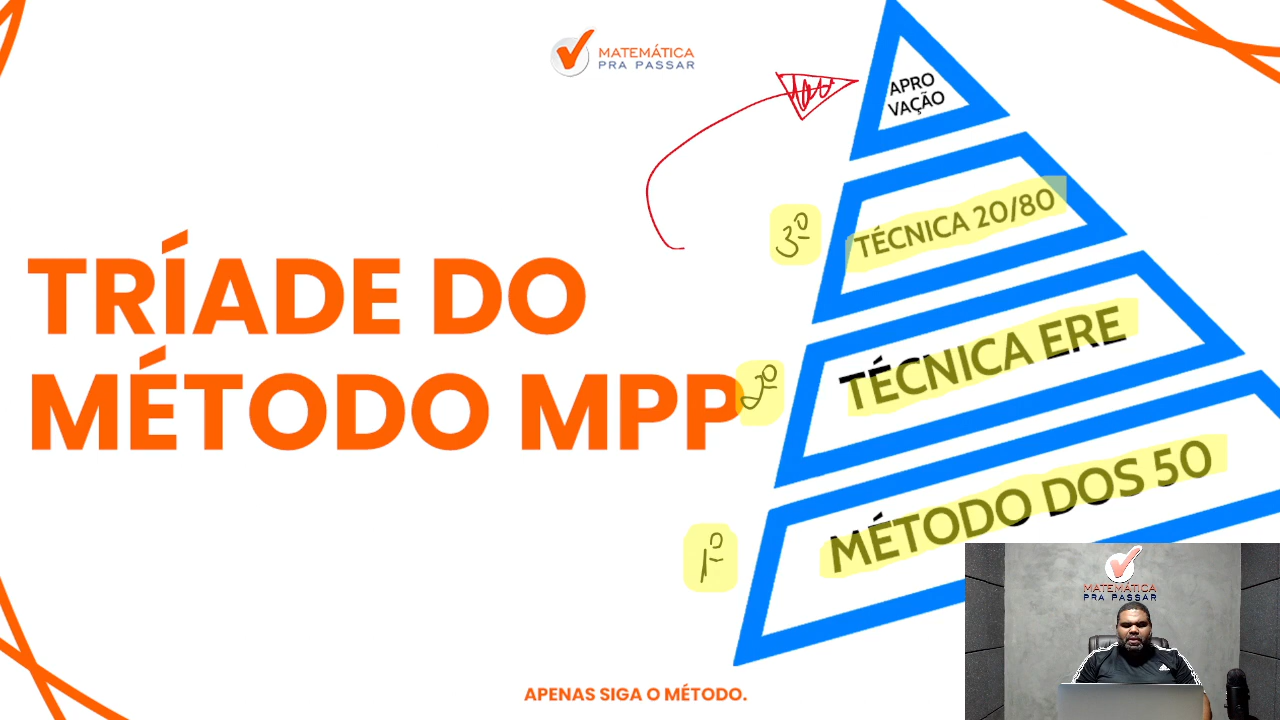 MATEMÁTICA
PRA PASSAR
APRO
VAÇÃO
3º
TÉCNICA 20/80
TRÍADE DO
MÉTODO MPP
2º
TÉCNICA ERE
1º
MÉTODO DOS 50
MATEMÁTICA
PRA PASSAR
APENAS SIGA O MÉTODO.